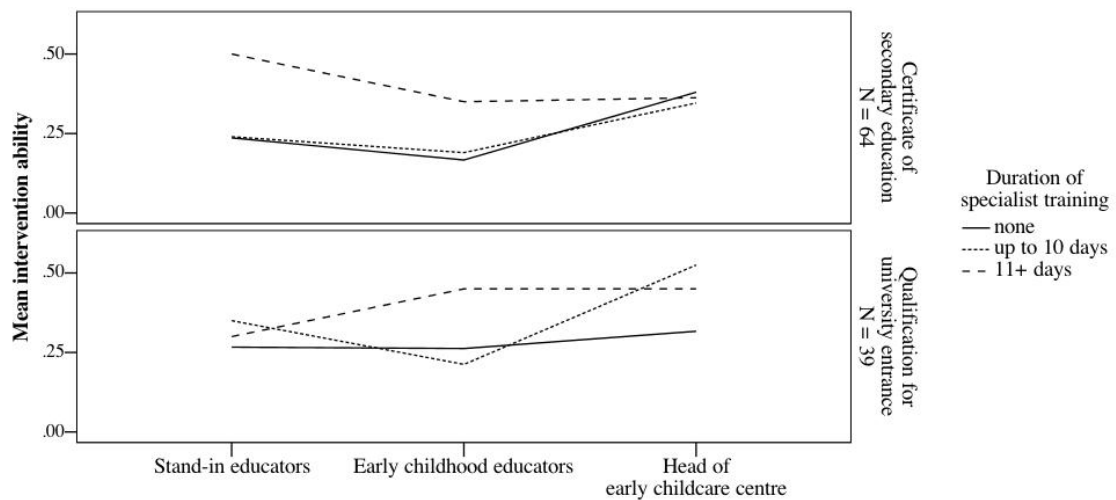 Mean intervention ability
.50
.25
.00
Certificate of
secondary education
N = 64
.50
.25
.00
Qualification for
university entrance
N = 39
Stand-in educators
Early childhood educators
Head of
early childcare centre
Duration of
specialist training
none
up to 10 days
11+ days